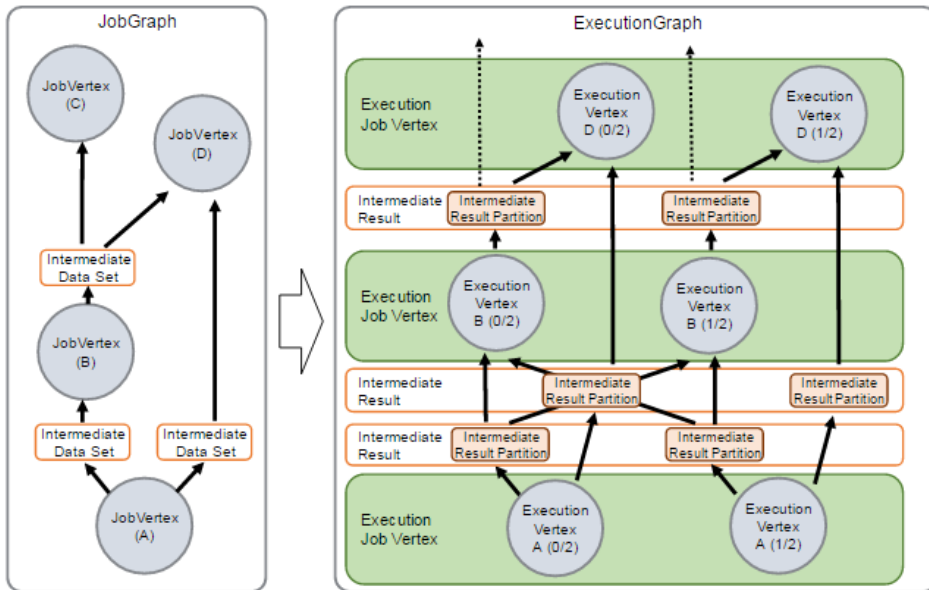 JobGraph
JobVertex
(C)
JobVertex
(D)
Intermediate
Data Set
JobVertex
(B)
Intermediate
Data Set
Intermediate
Data Set
JobVertex
(A)
ExecutionGraph
Execution
Job Vertex
Execution
Vertex
D (0/2)
Execution
Vertex
D (1/2)
Intermediate
Result
Intermediate
Result Partition
Intermediate
Result Partition
Execution
Job Vertex
Execution
Vertex
B (0/2)
Execution
Vertex
B (1/2)
Intermediate
Result
Intermediate
Result Partition
Intermediate
Result Partition
Intermediate
Result
Intermediate
Result Partition
Intermediate
Result Partition
Execution
Job Vertex
Execution
Vertex
A (0/2)
Execution
Vertex
A (1/2)